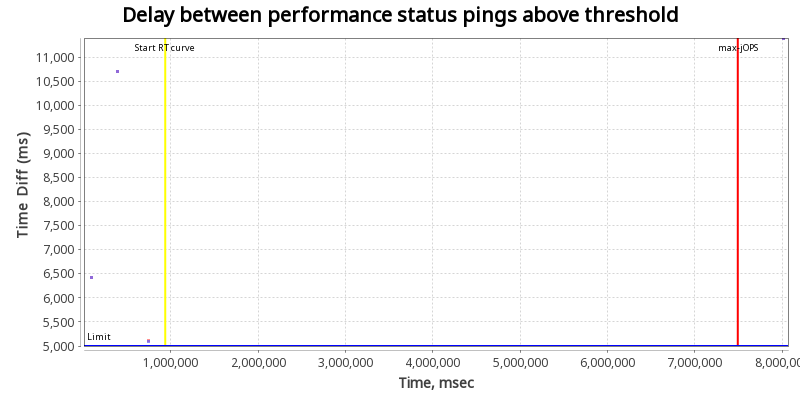 Delay between performance status pings above threshold
Start RT curve
max-jOPS
11,000
10,500
10,000
9,500
9,000
8,500
8,000
7,500
7,000
6,500
6,000
5,500
5,000
Time Diff (ms)
Limit
1,000,000 2,000,000 3,000,000 4,000,000 5,000,000 6,000,000 7,000,000 8,000,00
Time, msec